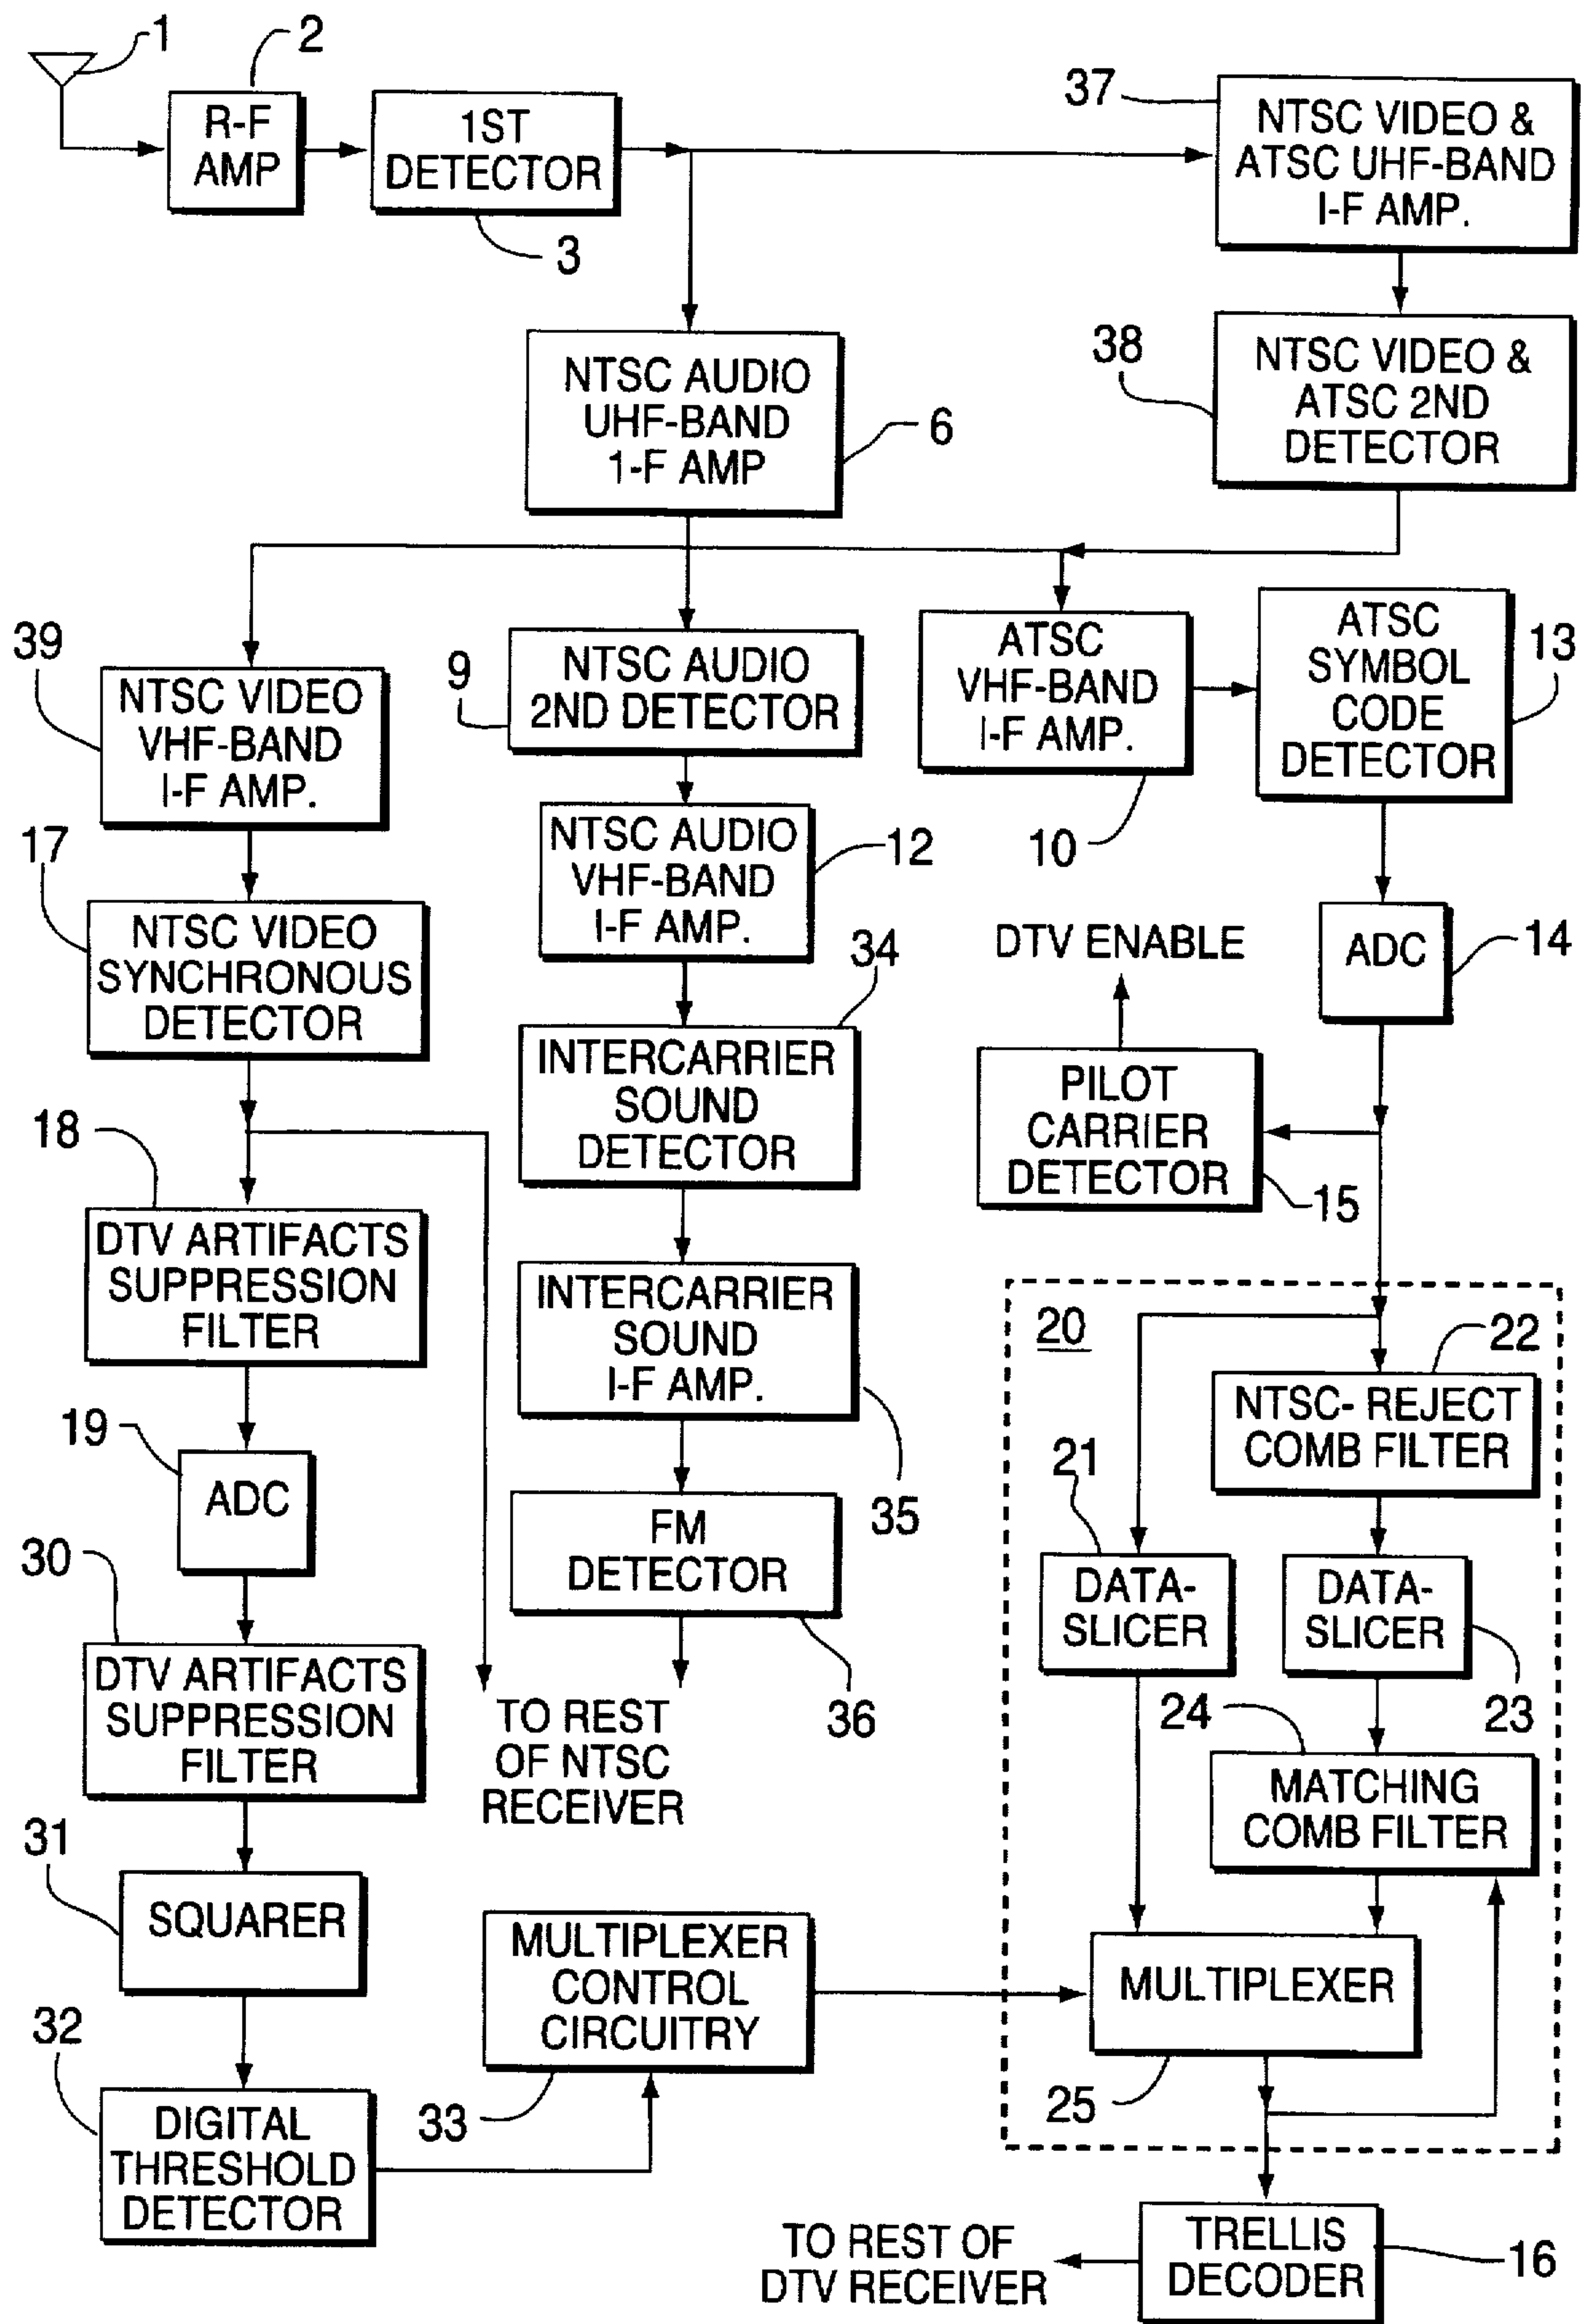 1
2
R-F
AMP
1ST
DETECTOR
3
37
NTSC VIDEO &
ATSC UHF-BAND
I-F AMP.
NTSC AUDIO
UHF-BAND
1-F AMP
6
38
NTSC VIDEO &
ATSC 2ND
DETECTOR
39
NTSC VIDEO
VHF-BAND
I-F AMP.
9
NTSC AUDIO
2ND DETECTOR
ATSC
VHF-BAND
I-F AMP.
10
ATSC
SYMBOL
CODE
DETECTOR
13
17
NTSC VIDEO
SYNCHRONOUS
DETECTOR
NTSC AUDIO
VHF-BAND
I-F AMP.
12
DTV ENABLE
ADC
14
34
INTERCARRIER
SOUND
DETECTOR
PILOT
CARRIER
DETECTOR
15
18
DTV ARTIFACTS
SUPPRESSION
FILTER
INTERCARRIER
SOUND
I-F AMP.
35
20
22
NTSC- REJECT
COMB FILTER
19
ADC
21
DATA-
SLICER
DATA-
SLICER
23
FM
DETECTOR
36
30
DTV ARTIFACTS
SUPPRESSION
FILTER
TO REST
OF NTSC
RECEIVER
24
MATCHING
COMB FILTER
31
SQUARER
MULTIPLEXER
CONTROL
CIRCUITRY
33
MULTIPLEXER
25
32
DIGITAL
THRESHOLD
DETECTOR
TO REST OF
DTV RECEIVER
TRELLIS
DECODER
16